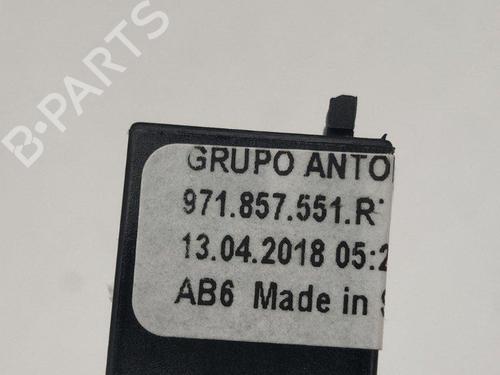 B-PARTS
GRUPO ANTO
971.857.551.R
13.04.2018 05:2
AB6 Made in